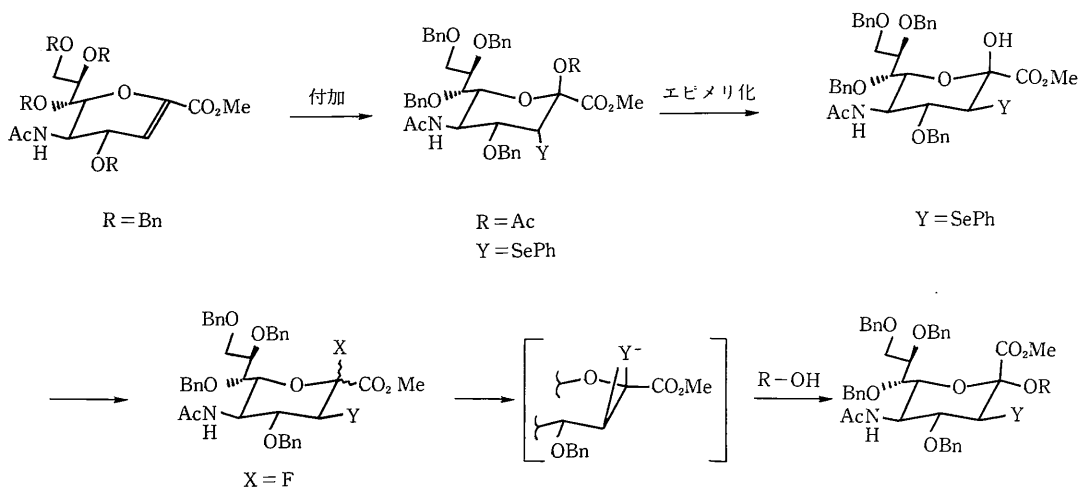 RO
OR
RO
O
CO₂Me
AcN
H
OR
R=Bn
付加
BnO
OBn
OR
BnO
O
CO₂Me
AcN
H
OBn
Y
R=Ac
Y=SePh
エピメリ化
BnO
OBn
OH
BnO
O
CO₂Me
AcN
H
Y
OBn
Y=SePh
BnO
OBn
X
BnO
O
CO₂ Me
AcN
H
Y
OBn
X=F
Y⁻
O
CO₂Me
OBn
R-OH
BnO
OBn
CO₂Me
BnO
O
OR
AcN
H
Y
OBn